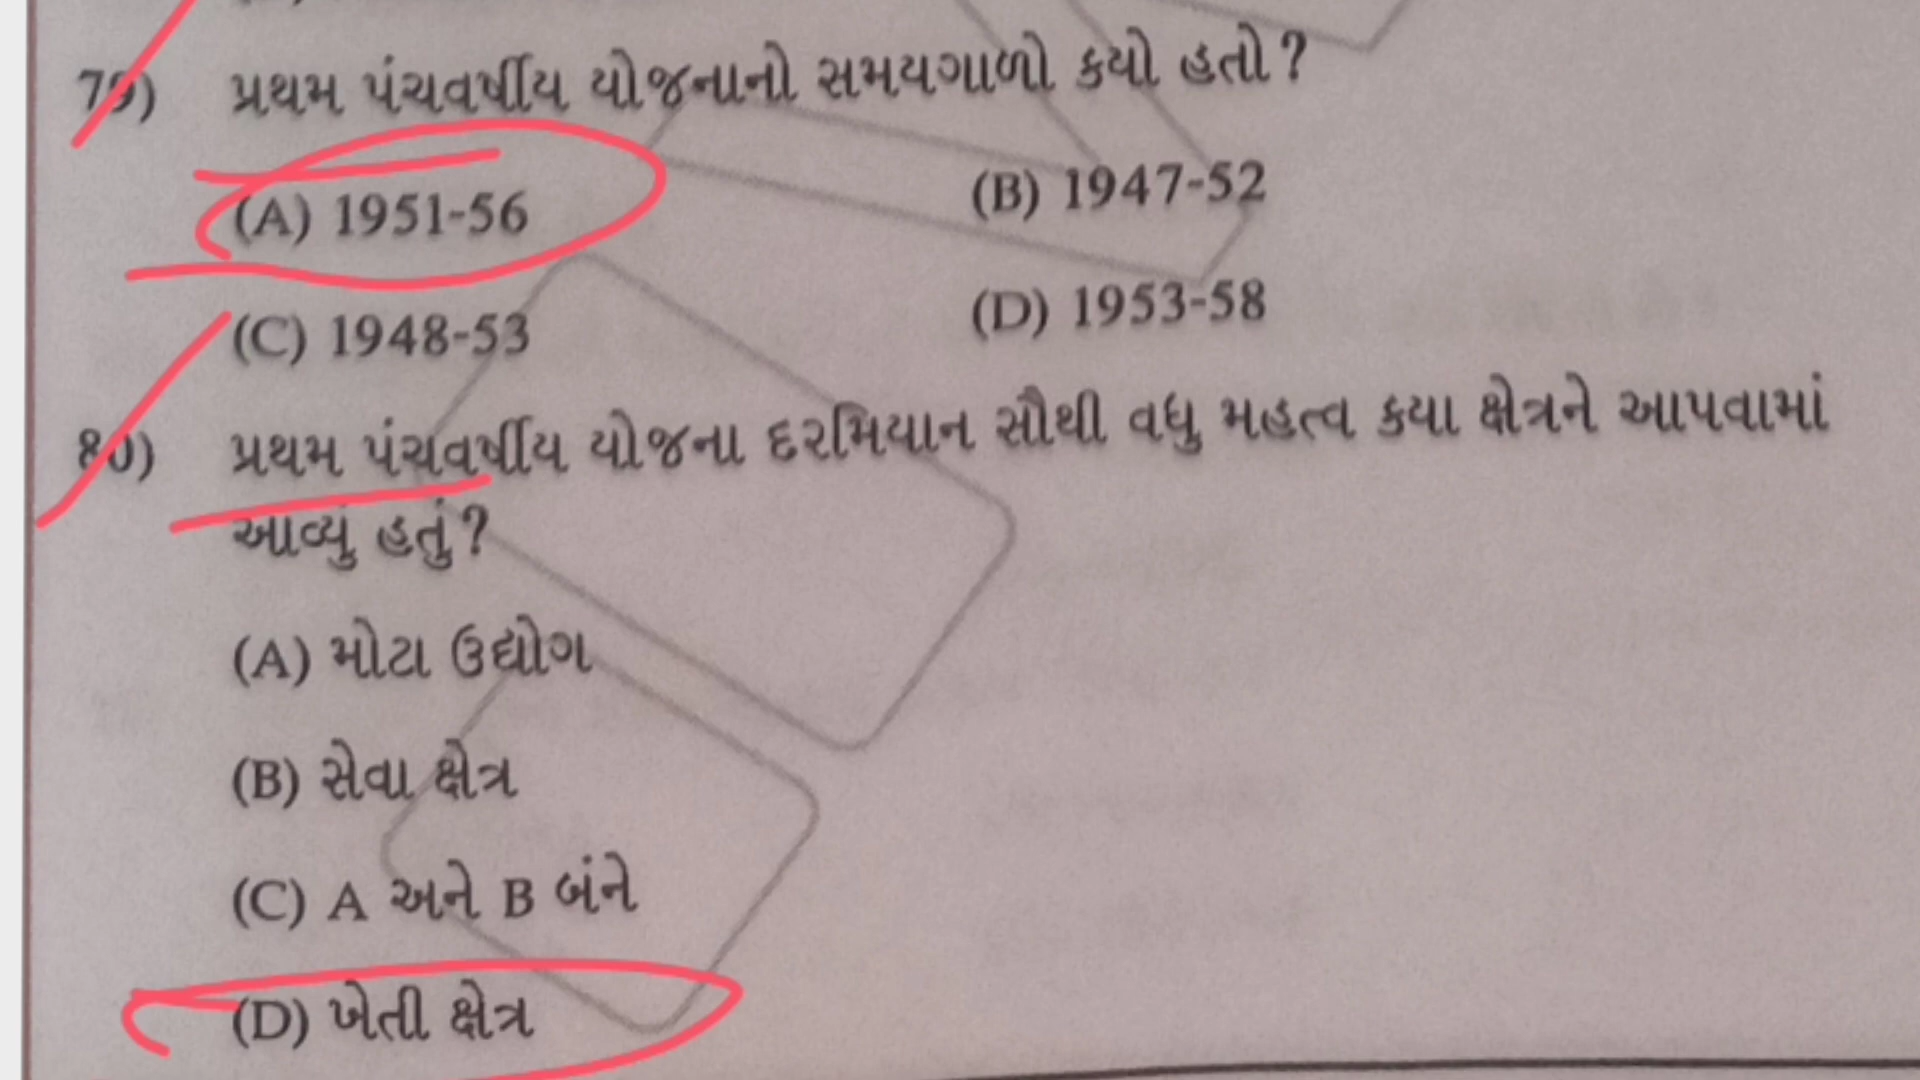 79) પ્રથમ પંચવર્ષીય યોજનાનો સમયગાળો કયો હતો?
(A) 1951-56 (B) 1947-52
(C) 1948-53 (D) 1953-58
80) પ્રથમ પંચવર્ષીય યોજના દરમિયાન સૌથી વધુ મહત્વ કયા ક્ષેત્રને આપવામાં
આવ્યું હતું?
(A) મોટા ઉદ્યોગ
(B) સેવા ક્ષેત્ર
(C) A અને B બંને
(D) ખેતી ક્ષેત્ર